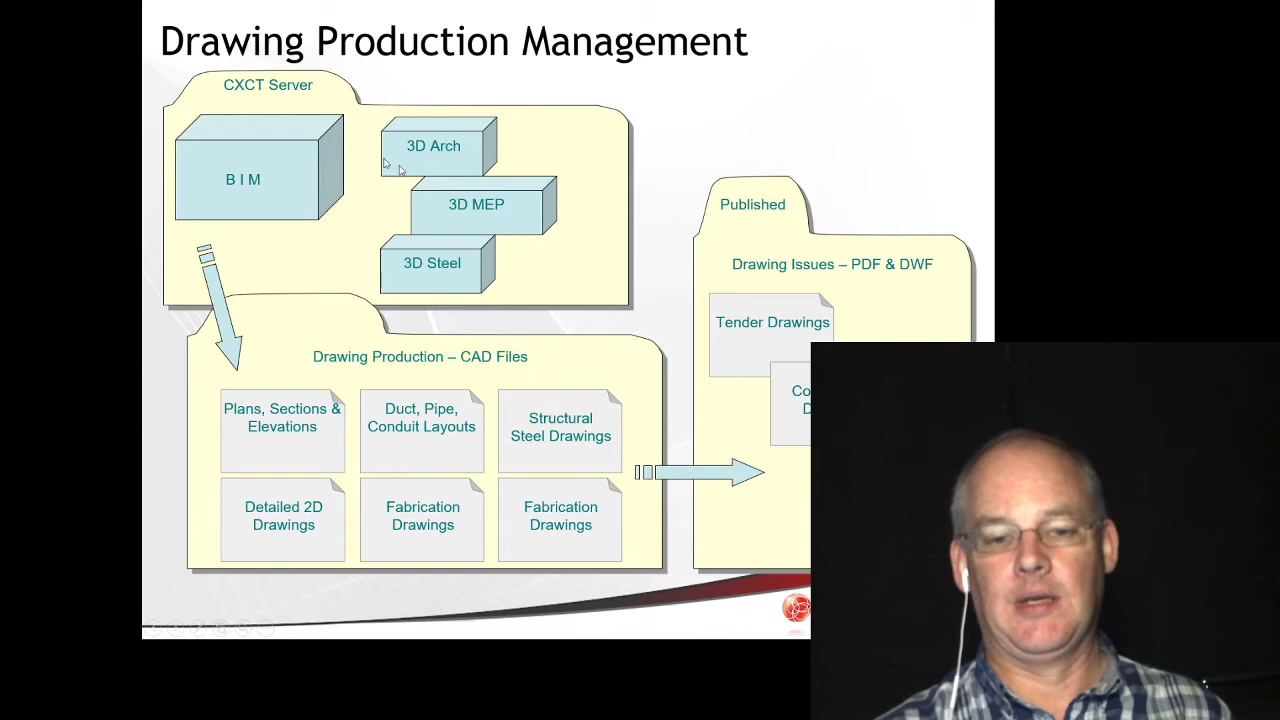 Drawing Production Management
CXCT Server
B I M
3D Arch
3D MEP
3D Steel
Drawing Production – CAD Files
Plans, Sections &
Elevations
Duct, Pipe,
Conduit Layouts
Structural
Steel Drawings
Detailed 2D
Drawings
Fabrication
Drawings
Fabrication
Drawings
Published
Drawing Issues – PDF & DWF
Tender Drawings